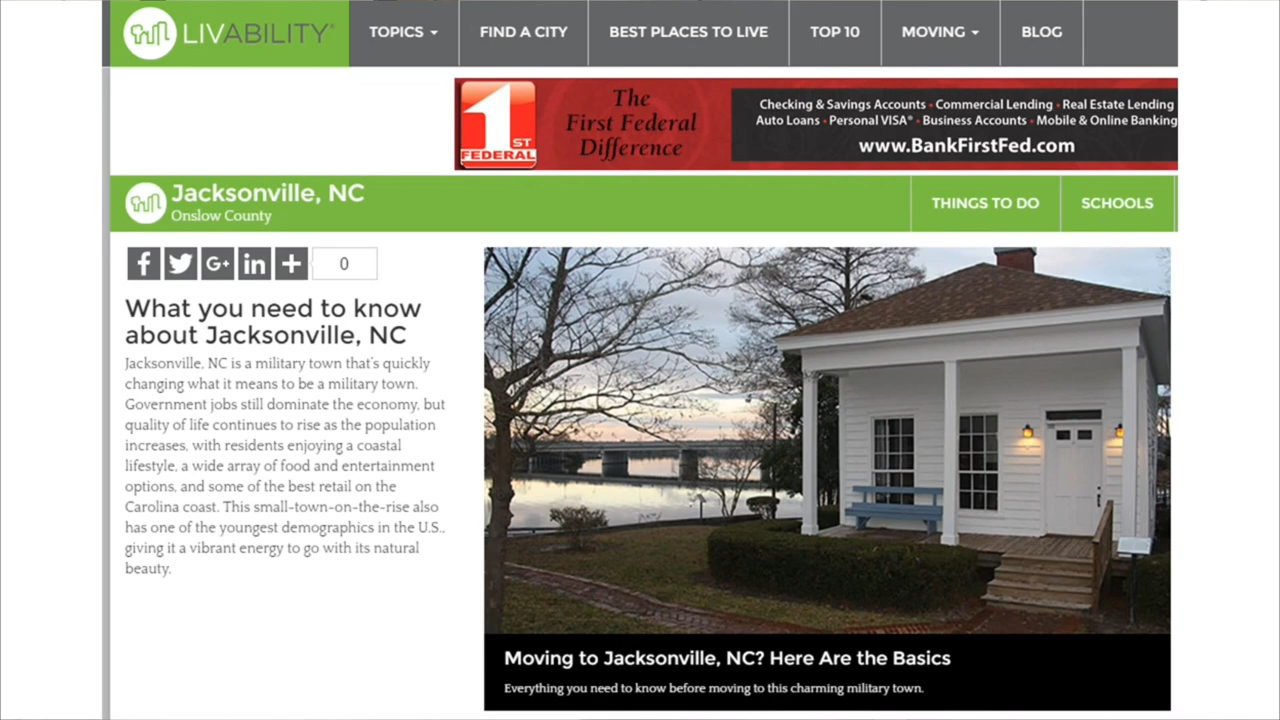 LIVABILITY®
TOPICS
FIND A CITY
BEST PLACES TO LIVE
TOP 10
MOVING
BLOG
1ST
FEDERAL
The
First Federal
Difference
Checking & Savings Accounts • Commercial Lending • Real Estate Lending
Auto Loans • Personal VISA® • Business Accounts • Mobile & Online Banking
www.BankFirstFed.com
Jacksonville, NC
Onslow County
THINGS TO DO
SCHOOLS
f G+ in + 0
What you need to know
about Jacksonville, NC
Jacksonville, NC is a military town that's quickly
changing what it means to be a military town.
Government jobs still dominate the economy, but
quality of life continues to rise as the population
increases, with residents enjoying a coastal
lifestyle, a wide array of food and entertainment
options, and some of the best retail on the
Carolina coast. This small-town-on-the-rise also
has one of the youngest demographics in the U.S.,
giving it a vibrant energy to go with its natural
beauty.
Moving to Jacksonville, NC? Here Are the Basics
Everything you need to know before moving to this charming military town.